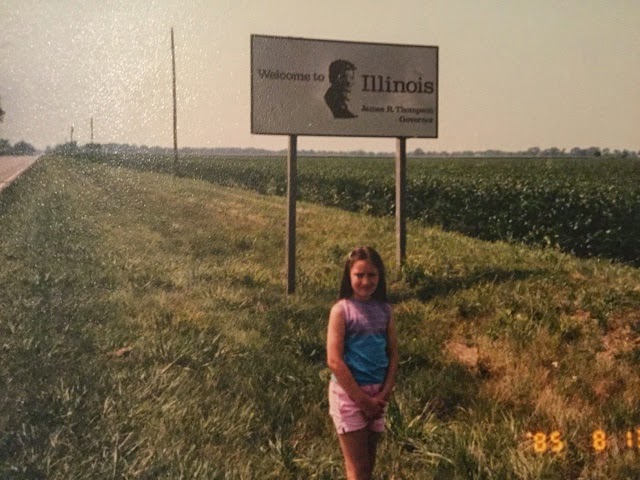 Welcome to Illinois
James R. Thompson
Governor
'85 8 1